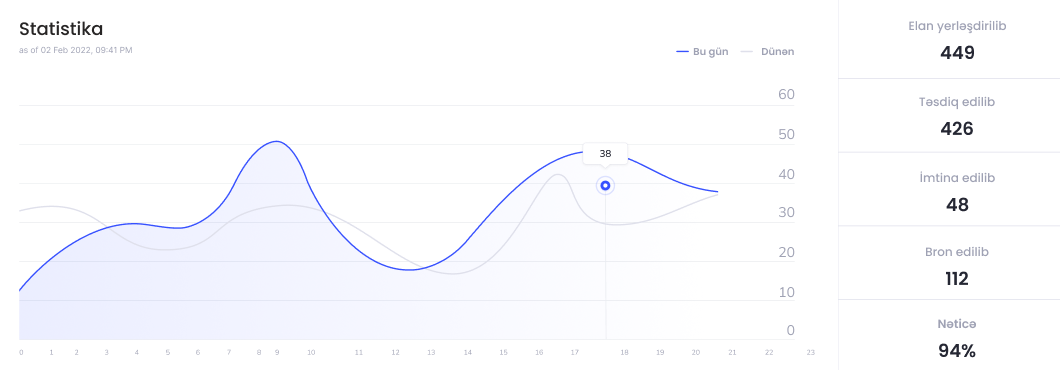 Statistika
as of 02 Feb 2022, 09:41 PM
Bu gün
Dünən
60
50
40
30
20
10
0
38
0 1 2 3 4 5 6 7 8 9 10 11 12 13 14 15 16 17 18 19 20 21 22 23
Elan yerləşdirilib
449
Təsdiq edilib
426
İmtina edilib
48
Bron edilib
112
Nəticə
94%